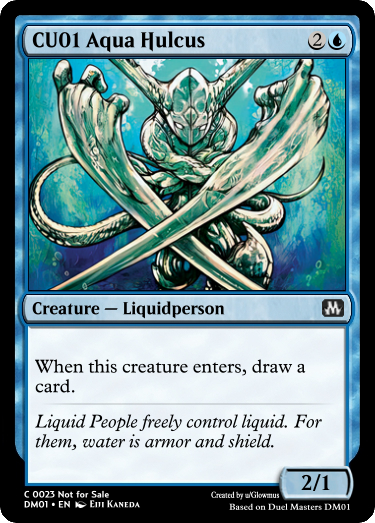 CU01 Aqua Hulcus 2
Creature — Liquidperson
When this creature enters, draw a
card.
Liquid People freely control liquid. For
them, water is armor and shield.
2/1
C 0023 Not for Sale
DM01 • EN Eiji Kaneda
Created by u/Glowmus
Based on Duel Masters DM01